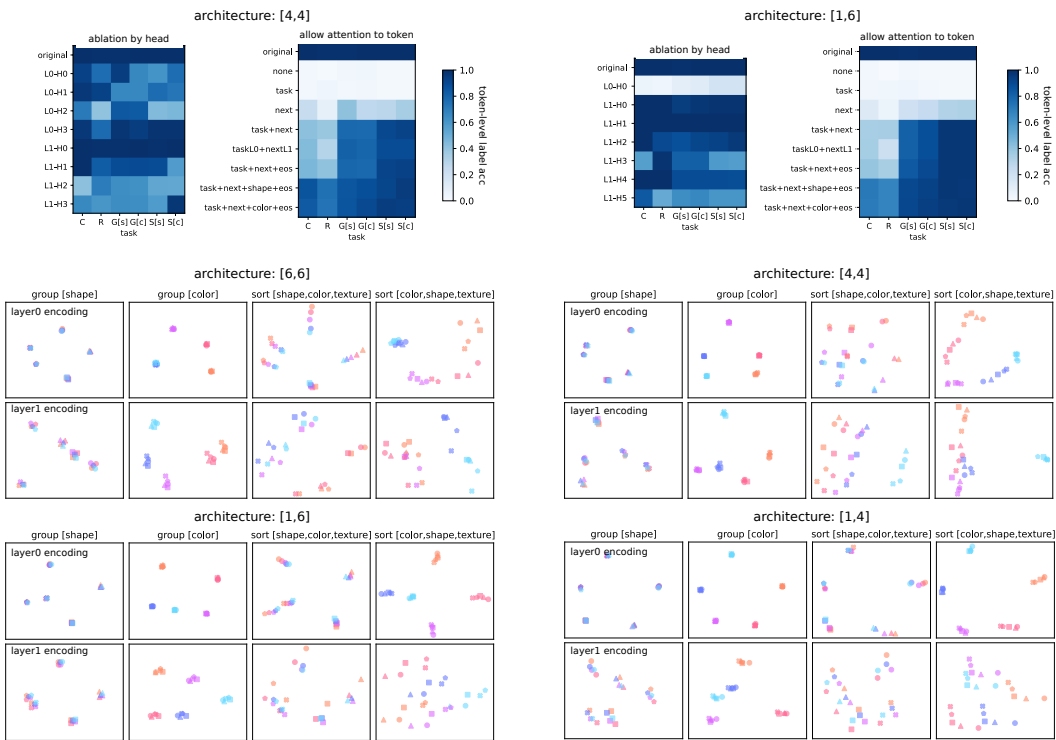 architecture: [4,4]
ablation by head
allow attention to token
original
L0-H0
L0-H1
L0-H2
L0-H3
L1-H0
L1-H1
L1-H2
L1-H3
C R G[s] G[c] S[s] S[c]
task
original
none
task
next
task+next
taskL0+nextL1
task+next+eos
task+next+shape+eos
task+next+color+eos
C R G[s] G[c] S[s] S[c]
task
1.0
0.8
0.6
0.4
0.2
0.0
token-level label acc
architecture: [1,6]
ablation by head
allow attention to token
original
L0-H0
L1-H0
L1-H1
L1-H2
L1-H3
L1-H4
L1-H5
C R G[s] G[c] S[s] S[c]
task
original
none
task
next
task+next
taskL0+nextL1
task+next+eos
task+next+shape+eos
task+next+color+eos
C R G[s] G[c] S[s] S[c]
task
1.0
0.8
0.6
0.4
0.2
0.0
token-level label acc
architecture: [6,6]
group [shape]
group [color]
sort [shape,color,texture]
sort [color,shape,texture]
layer0 encoding
layer1 encoding
architecture: [4,4]
group [shape]
group [color]
sort [shape,color,texture]
sort [color,shape,texture]
layer0 encoding
layer1 encoding
architecture: [1,6]
group [shape]
group [color]
sort [shape,color,texture]
sort [color,shape,texture]
layer0 encoding
layer1 encoding
architecture: [1,4]
group [shape]
group [color]
sort [shape,color,texture]
sort [color,shape,texture]
layer0 encoding
layer1 encoding